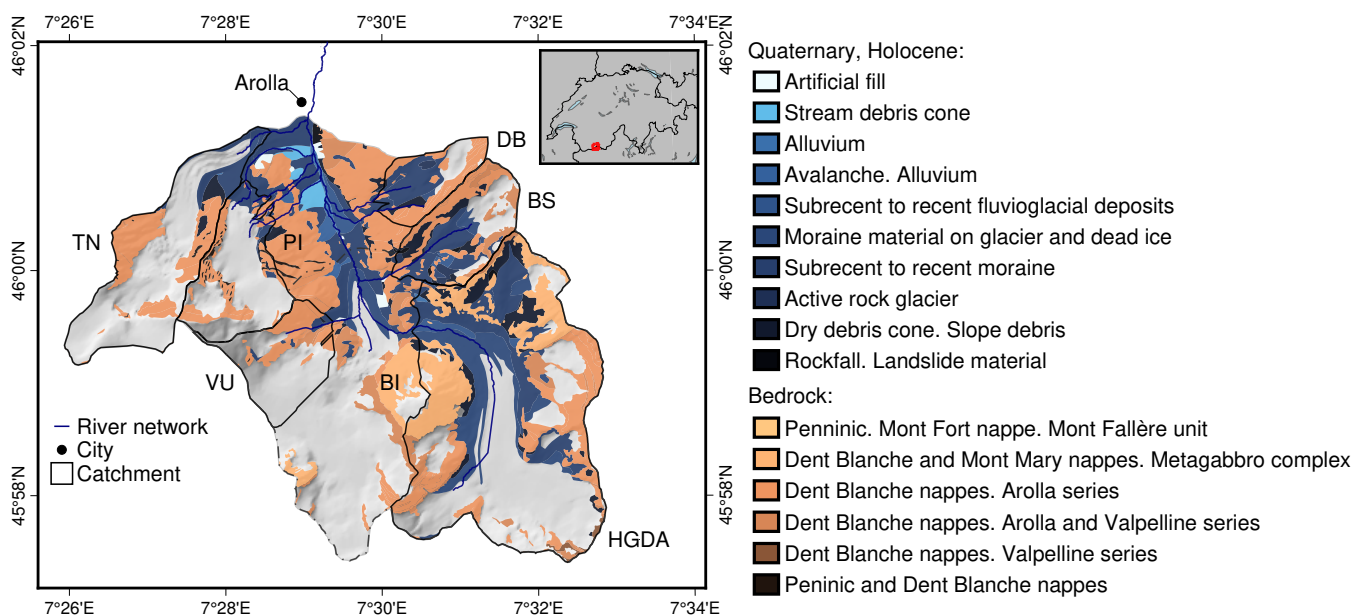 7°26'E 7°28'E 7°30'E 7°32'E 7°34'E
46°02'N 46°02'N
Arolla
DB
BS
TN
PI
46°00'N 46°00'N
VU
BI
River network
City
Catchment
45°58'N 45°58'N
HGDA
7°26'E 7°28'E 7°30'E 7°32'E 7°34'E
Quaternary, Holocene:
Artificial fill
Stream debris cone
Alluvium
Avalanche. Alluvium
Subrecent to recent fluvioglacial deposits
Moraine material on glacier and dead ice
Subrecent to recent moraine
Active rock glacier
Dry debris cone. Slope debris
Rockfall. Landslide material
Bedrock:
Penninic. Mont Fort nappe. Mont Fallère unit
Dent Blanche and Mont Mary nappes. Metagabbro complex
Dent Blanche nappes. Arolla series
Dent Blanche nappes. Arolla and Valpelline series
Dent Blanche nappes. Valpelline series
Peninic and Dent Blanche nappes